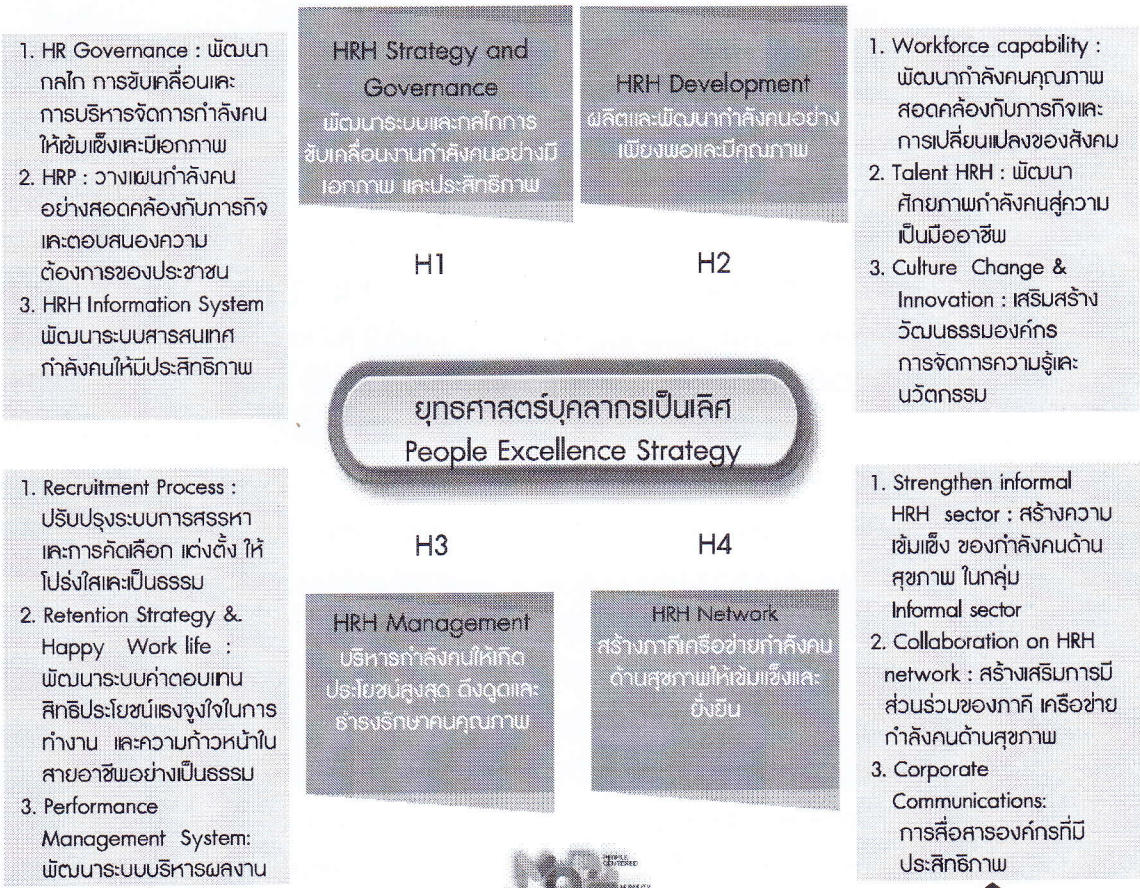 1. HR Governance : พัฒนา
กลไก การขับเคลื่อนและ
การบริหารจัดการกำลังคน
ให้เข้มแข็งและมีเอกภาพ
2. HRP : วางแผนกำลังคน
อย่างสอดคล้องกับภารกิจ
และตอบสนองความ
ต้องการของประชาชน
3. HRH Information System
พัฒนาระบบสารสนเทศ
กำลังคนให้มีประสิทธิภาพ
HRH Strategy and
Governance
พัฒนาระบบและกลไกการ
ขับเคลื่อนงานกำลังคนอย่างมี
เอกภาพ และประสิทธิภาพ
H1
HRH Development
ผลิตและพัฒนากำลังคนอย่าง
เพียงพอและมีคุณภาพ
H2
1. Workforce capability :
พัฒนากำลังคนคุณภาพ
สอดคล้องกับภารกิจและ
การเปลี่ยนแปลงของสังคม
2. Talent HRH : พัฒนา
ศักยภาพกำลังคนสู่ความ
เป็นมืออาชีพ
3. Culture Change &
Innovation : เสริมสร้าง
วัฒนธรรมองค์กร
การจัดการความรู้และ
นวัตกรรม
ยุทธศาสตร์บุคลากรเป็นเลิศ
People Excellence Strategy
1. Recruitment Process :
ปรับปรุงระบบการสรรหา
และการคัดเลือก แต่งตั้ง ให้
โปร่งใสและเป็นธรรม
2. Retention Strategy &
Happy Work life :
พัฒนาระบบค่าตอบแทน
สิทธิประโยชน์แรงจูงใจในการ
ทำงาน และความก้าวหน้าใน
สายอาชีพอย่างเป็นธรรม
3. Performance
Management System:
พัฒนาระบบบริหารผลงาน
H3
HRH Management
บริหารกำลังคนให้เกิด
ประโยชน์สูงสุด ดึงดูดและ
ธำรงรักษาคนคุณภาพ
H4
HRH Network
สร้างภาคีเครือข่ายกำลังคน
ด้านสุขภาพให้เข้มแข็งและ
ยั่งยืน
1. Strengthen informal
HRH sector : สร้างความ
เข้มแข็ง ของกำลังคนด้าน
สุขภาพ ในกลุ่ม
Informal sector
2. Collaboration on HRH
network : สร้างเสริมการมี
ส่วนร่วมของภาคี เครือข่าย
กำลังคนด้านสุขภาพ
3. Corporate
Communications:
การสื่อสารองค์กรที่มี
ประสิทธิภาพ
PEOPLE
CENTERED